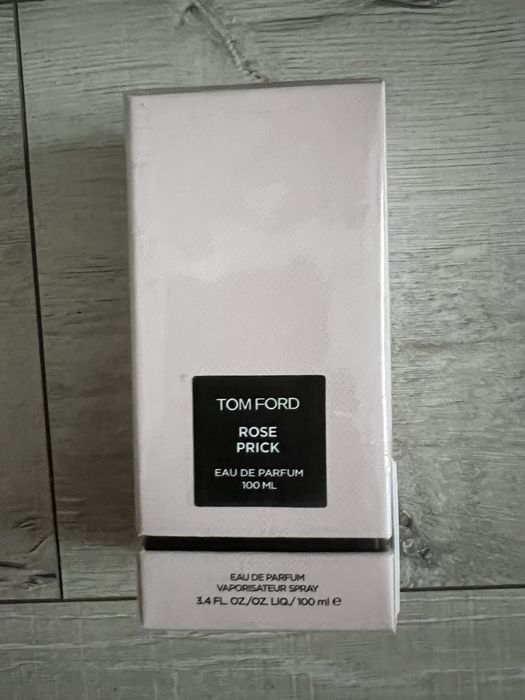 TOM FORD
ROSE
PRICK
EAU DE PARFUM
100 ML
EAU DE PARFUM
VAPORISATEUR SPRAY
3.4 FL. OZ./OZ. LIQ./ 100 ml e